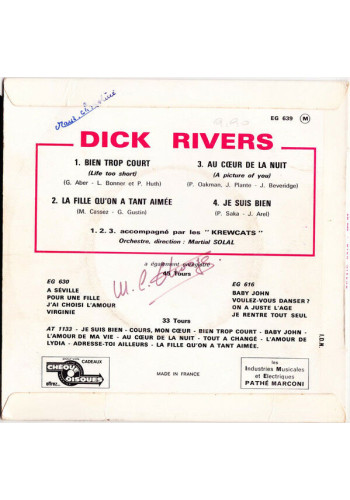 EG 639 M
DICK RIVERS
1. BIEN TROP COURT
(Life too short)
(G. Aber - L. Bonner et P. Huth)
2. LA FILLE QU'ON A TANT AIMÉE
(M. Cessez - G. Gustin)
3. AU CŒUR DE LA NUIT
(A picture of you)
(P. Oakman, J. Plante - J. Beveridge)
4. JE SUIS BIEN
(P. Saka - J. Arel)
1. 2. 3. accompagné par les "KREWCATS"
Orchestre, direction : Martial SOLAL
a également enregistré
45 Tours
EG 630
A SÉVILLE
POUR UNE FILLE
J'AI CHOISI L'AMOUR
VIRGINIE
EG 616
BABY JOHN
VOULEZ-VOUS DANSER ?
ON A JUSTE L'AGE
JE RENTRE TOUT SEUL
33 Tours
AT 1133 - JE SUIS BIEN - COURS, MON CŒUR - BIEN TROP COURT - BABY JOHN -
L'AMOUR DE MA VIE - AU CŒUR DE LA NUIT - TOUT A CHANGÉ - L'AMOUR DE
LYDIA - ADRESSE-TOI AILLEURS - LA FILLE QU'ON A TANT AIMÉE.
CADEAUX
CHEQU
DISQUES
offrez...
MADE IN FRANCE
les
Industries Musicales
et Electriques
PATHÉ MARCONI